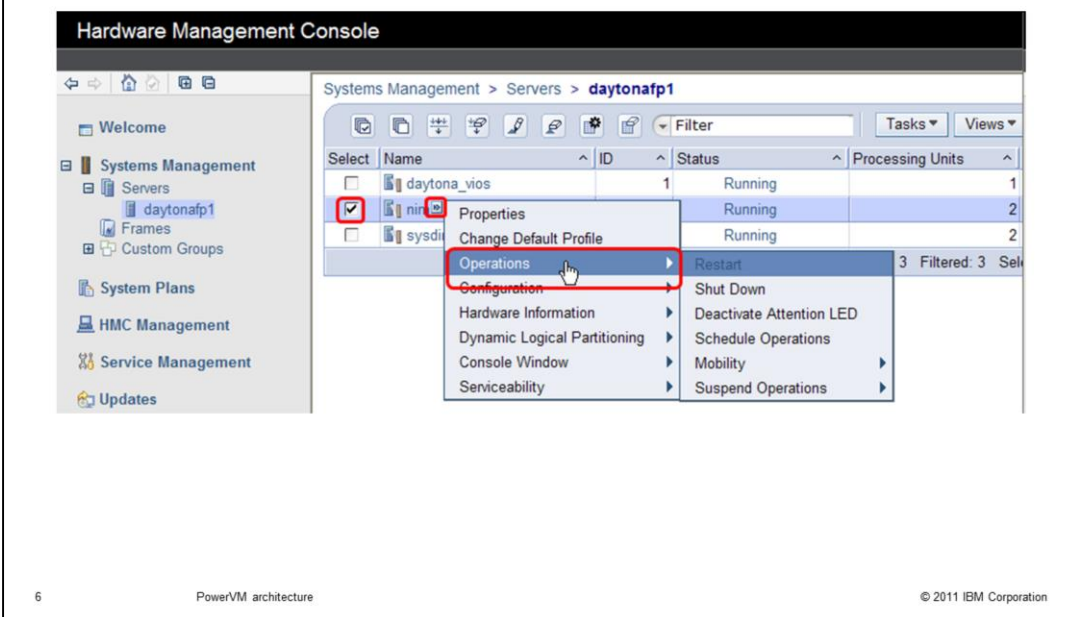 Hardware Management Console
Systems Management > Servers > daytonafp1
Welcome
Systems Management
Servers
daytonafp1
Frames
Custom Groups
System Plans
HMC Management
Service Management
Updates
Filter
Tasks
Views
Select Name ID Status Processing Units
daytona_vios 1 Running 1
Running 2
Running 2
3 Filtered: 3
Properties
Change Default Profile
Operations
Configuration
Hardware Information
Dynamic Logical Partitioning
Console Window
Serviceability
Restart
Shut Down
Deactivate Attention LED
Schedule Operations
Mobility
Suspend Operations
6 PowerVM architecture © 2011 IBM Corporation